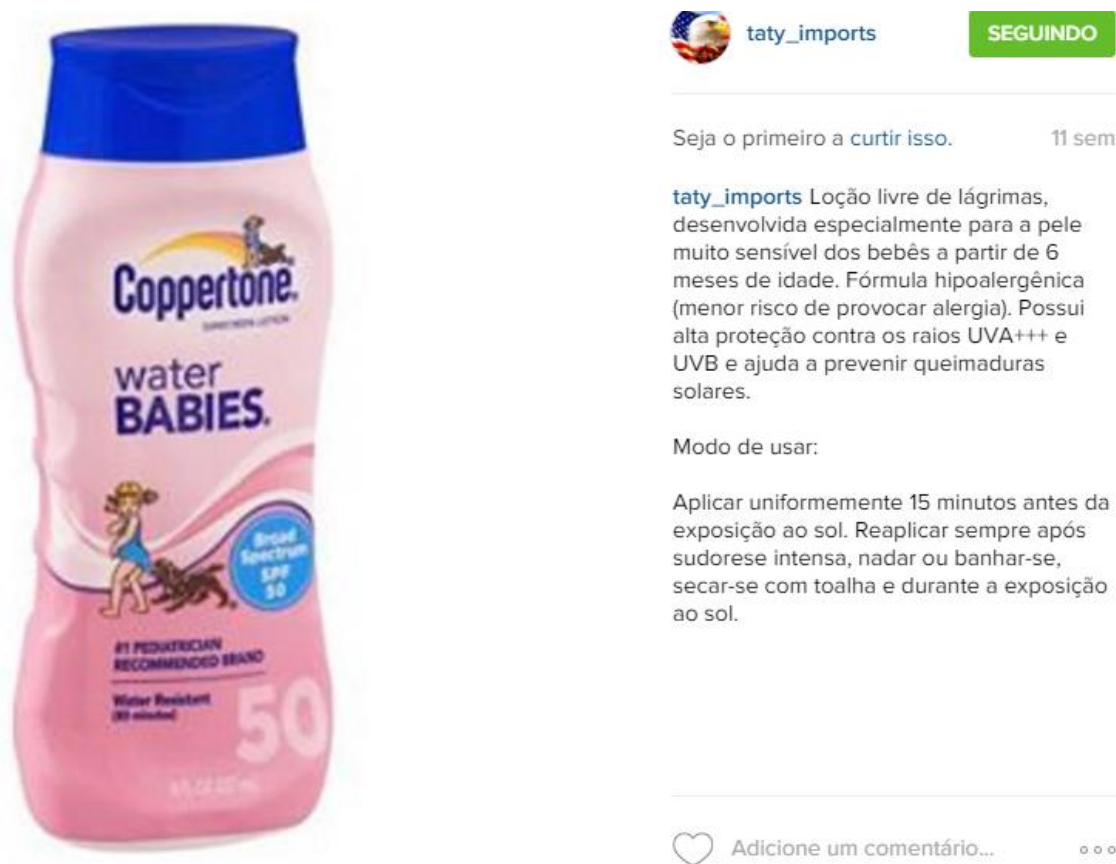 Coppertone.
SUNSCREEN LOTION
water
BABIES.
Broad
Spectrum
SPF
50
#1 PEDIATRICIAN
RECOMMENDED BRAND
Water Resistant
(80 minutes)
50
taty_imports
SEGUINDO
Seja o primeiro a curtir isso. 11 sem
taty_imports Loção livre de lágrimas,
desenvolvida especialmente para a pele
muito sensível dos bebês a partir de 6
meses de idade. Fórmula hipoalergênica
(menor risco de provocar alergia). Possui
alta proteção contra os raios UVA+++ e
UVB e ajuda a prevenir queimaduras
solares.
Modo de usar:
Aplicar uniformemente 15 minutos antes da
exposição ao sol. Reaplicar sempre após
sudorese intensa, nadar ou banhar-se,
secar-se com toalha e durante a exposição
ao sol.
Adicione um comentário...